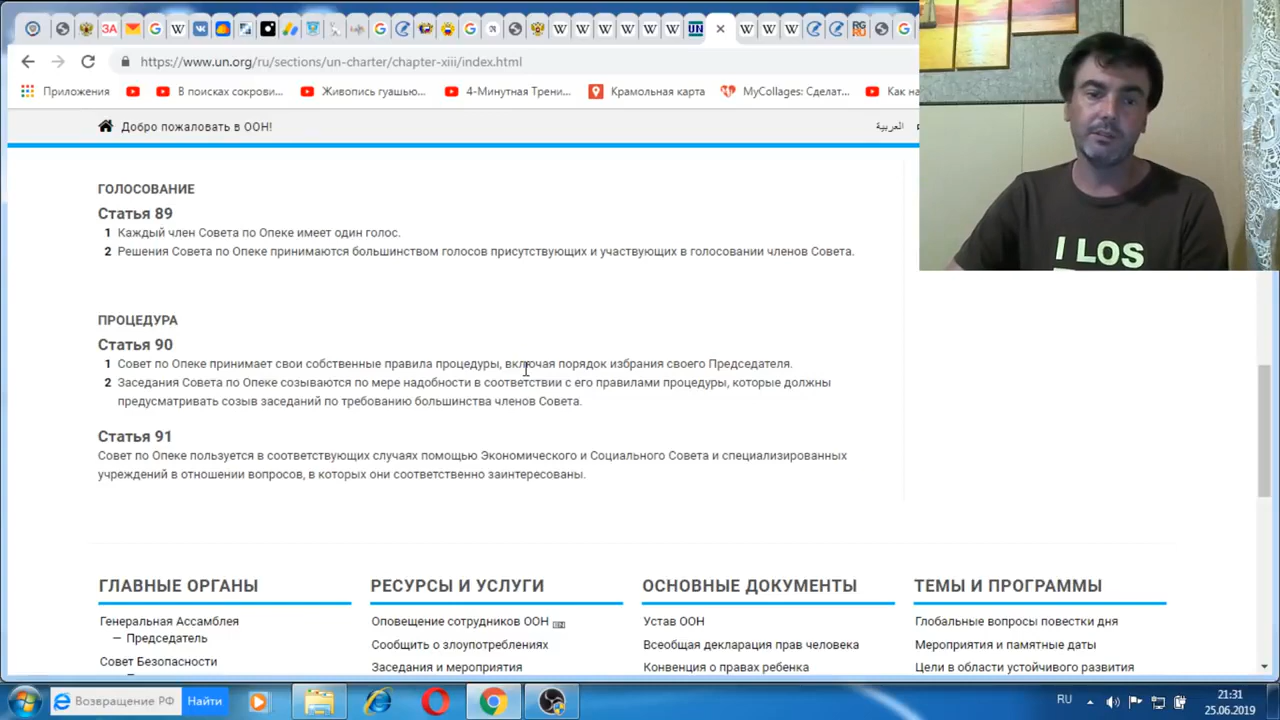 ЗА
W
G
UN
RG
RU
https://www.un.org/ru/sections/un-charter/chapter-xiii/index.html
Приложения
В поисках сокрови...
Живопись гуашью...
4-Минутная Трени...
Крамольная карта
MyCollages: Сделат...
Как на
Добро пожаловать в ООН!
العربية
I LOS
ГОЛОСОВАНИЕ
Статья 89
1 Каждый член Совета по Опеке имеет один голос.
2 Решения Совета по Опеке принимаются большинством голосов присутствующих и участвующих в голосовании членов Совета.
ПРОЦЕДУРА
Статья 90
1 Совет по Опеке принимает свои собственные правила процедуры, включая порядок избрания своего Председателя.
2 Заседания Совета по Опеке созываются по мере надобности в соответствии с его правилами процедуры, которые должны
предусматривать созыв заседаний по требованию большинства членов Совета.
Статья 91
Совет по Опеке пользуется в соответствующих случаях помощью Экономического и Социального Совета и специализированных
учреждений в отношении вопросов, в которых они соответственно заинтересованы.
ГЛАВНЫЕ ОРГАНЫ
Генеральная Ассамблея
— Председатель
Совет Безопасности
РЕСУРСЫ И УСЛУГИ
Оповещение сотрудников ООН
Сообщить о злоупотреблениях
Заседания и мероприятия
ОСНОВНЫЕ ДОКУМЕНТЫ
Устав ООН
Всеобщая декларация прав человека
Конвенция о правах ребенка
ТЕМЫ И ПРОГРАММЫ
Глобальные вопросы повестки дня
Мероприятия и памятные даты
Цели в области устойчивого развития
Возвращение РФ
Найти
RU
21:31
25.06.2019